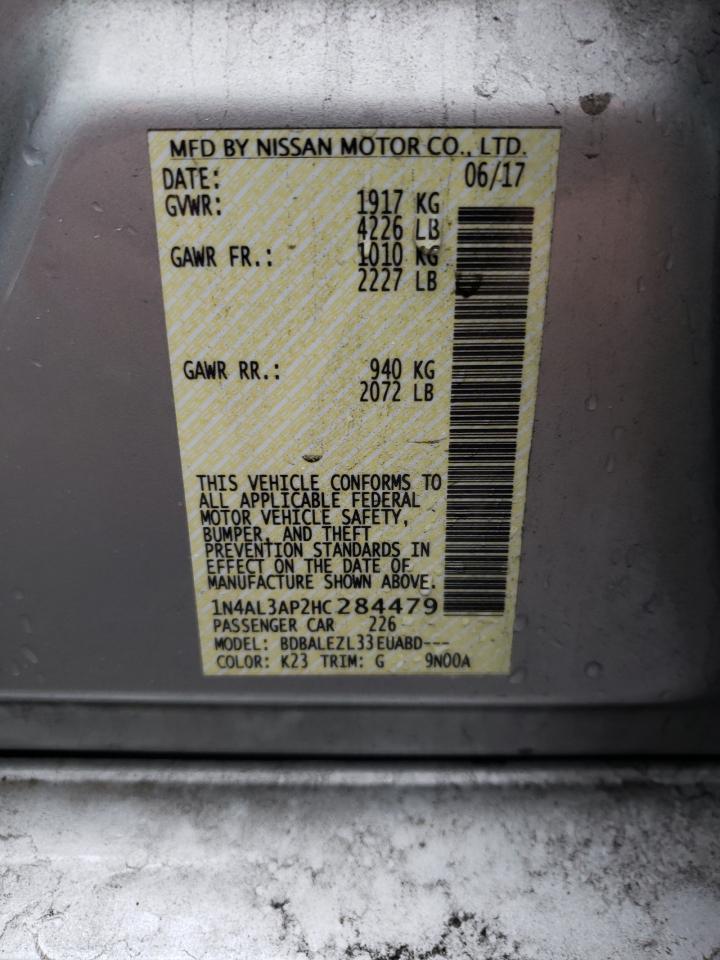 MFD BY NISSAN MOTOR CO., LTD.
DATE: 06/17
GVWR: 1917 KG
4226 LB
GAWR FR.: 1010 KG
2227 LB
GAWR RR.: 940 KG
2072 LB
THIS VEHICLE CONFORMS TO
ALL APPLICABLE FEDERAL
MOTOR VEHICLE SAFETY,
BUMPER, AND THEFT
PREVENTION STANDARDS IN
EFFECT ON THE DATE OF
MANUFACTURE SHOWN ABOVE.
1N4AL3AP2HC284479
PASSENGER CAR 226
MODEL: BDBALEZL33EUABD---
COLOR: K23 TRIM: G 9N00A